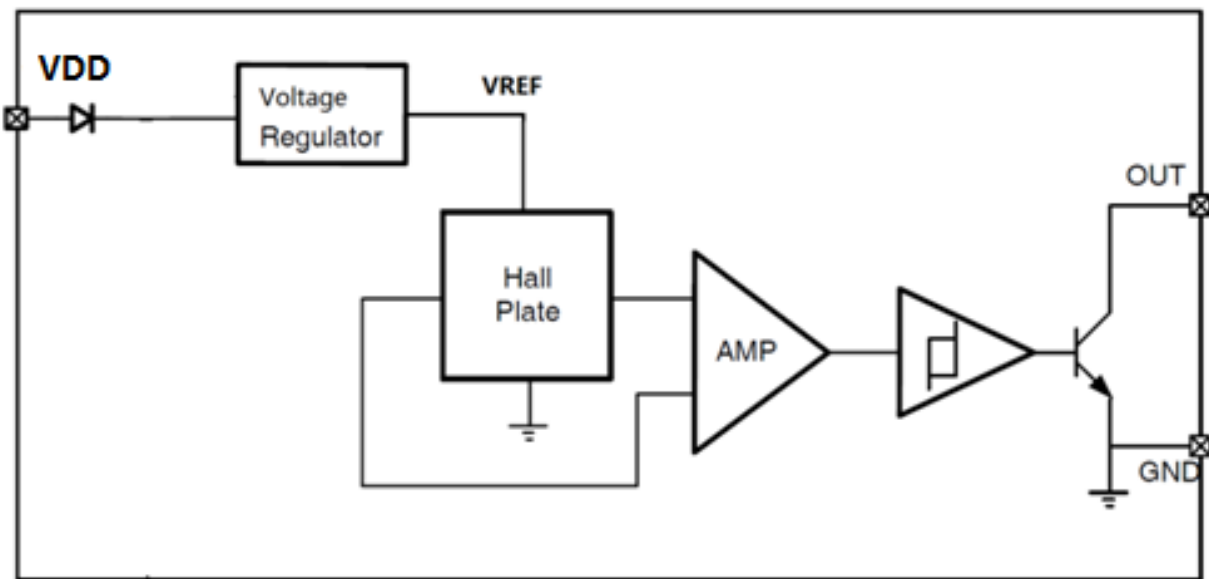 VDD
Voltage
Regulator
VREF
OUT
Hall
Plate
AMP
GND